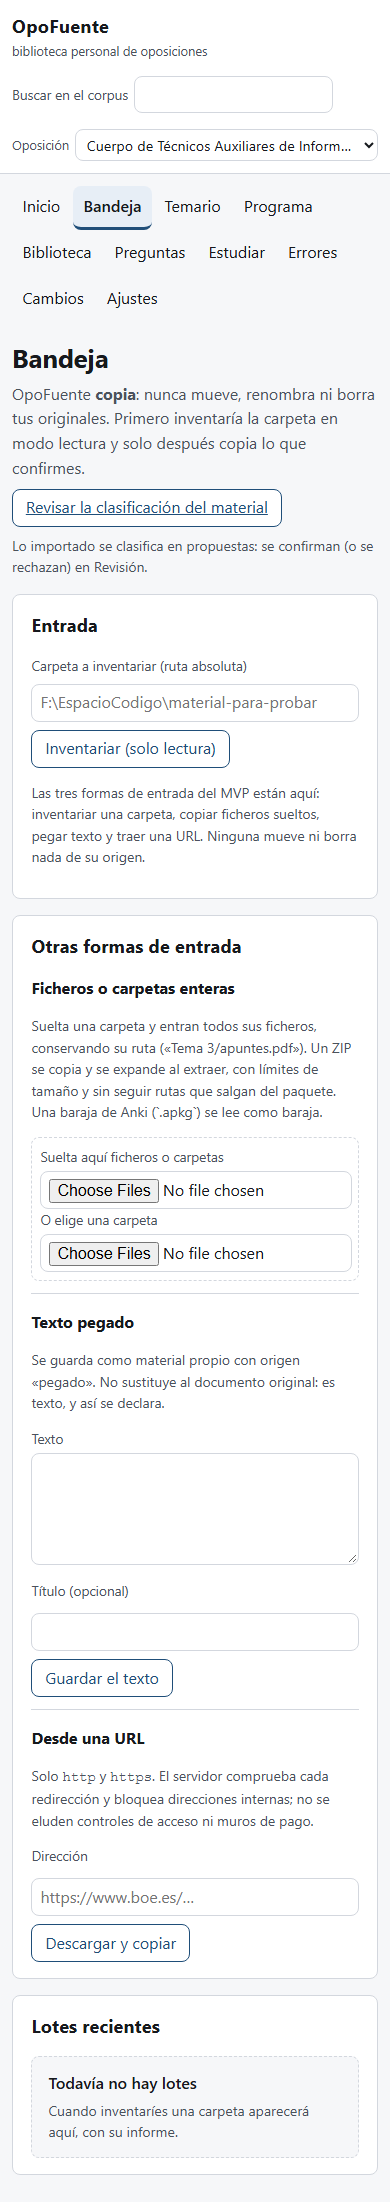 OpoFuente
biblioteca personal de oposiciones
Buscar en el corpus
Oposición Cuerpo de Técnicos Auxiliares de Inform...
Inicio Bandeja Temario Programa
Biblioteca Preguntas Estudiar Errores
Cambios Ajustes
Bandeja
OpoFuente copia: nunca mueve, renombra ni borra
tus originales. Primero inventaría la carpeta en
modo lectura y solo después copia lo que
confirmes.
Revisar la clasificación del material
Lo importado se clasifica en propuestas: se confirman (o se
rechazan) en Revisión.
Entrada
Carpeta a inventariar (ruta absoluta)
F:\EspacioCodigo\material-para-probar
Inventariar (solo lectura)
Las tres formas de entrada del MVP están aquí:
inventariar una carpeta, copiar ficheros sueltos,
pegar texto y traer una URL. Ninguna mueve ni borra
nada de su origen.
Otras formas de entrada
Ficheros o carpetas enteras
Suelta una carpeta y entran todos sus ficheros,
conservando su ruta («Tema 3/apuntes.pdf»). Un ZIP
se copia y se expande al extraer, con límites de
tamaño y sin seguir rutas que salgan del paquete.
Una baraja de Anki (`.apkg`) se lee como baraja.
Suelta aquí ficheros o carpetas
Choose Files No file chosen
O elige una carpeta
Choose Files No file chosen
Texto pegado
Se guarda como material propio con origen
«pegado». No sustituye al documento original: es
texto, y así se declara.
Texto
Título (opcional)
Guardar el texto
Desde una URL
Solo http y https. El servidor comprueba cada
redirección y bloquea direcciones internas; no se
eluden controles de acceso ni muros de pago.
Dirección
https://www.boe.es/...
Descargar y copiar
Lotes recientes
Todavía no hay lotes
Cuando inventaríes una carpeta aparecerá
aquí, con su informe.